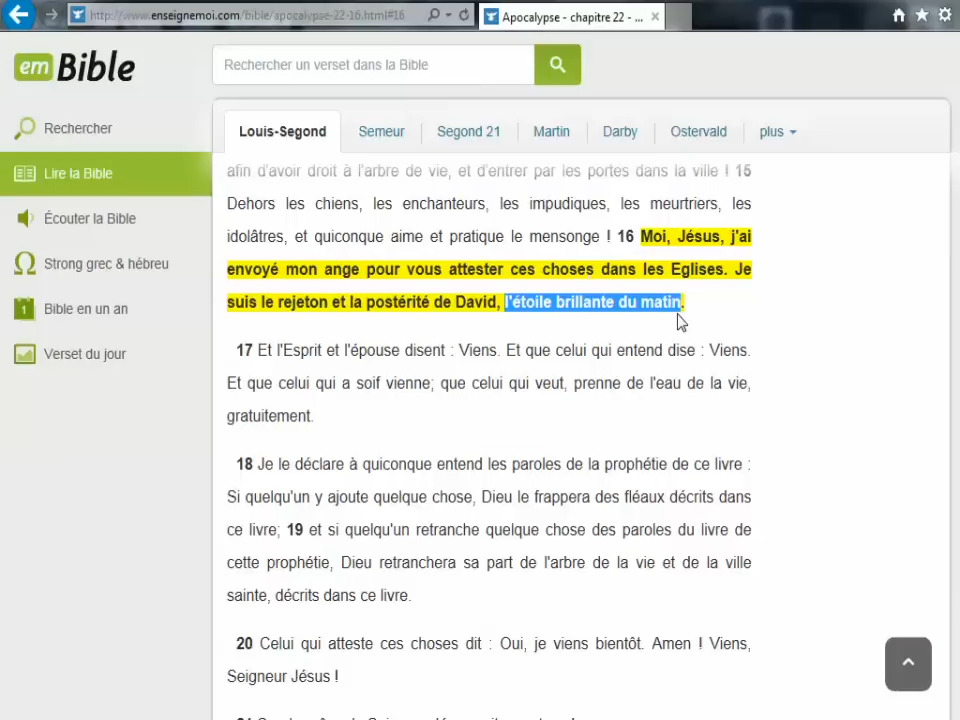 http://www.enseignemoi.com/bible/apocalypse-22-16.html#16
Apocalypse - chapitre 22 - ...
em Bible
Rechercher un verset dans la Bible
Rechercher
Lire la Bible
Écouter la Bible
Strong grec & hébreu
1
Bible en un an
Verset du jour
Louis-Segond
Semeur
Segond 21
Martin
Darby
Ostervald
plus
afin d'avoir droit à l'arbre de vie, et d'entrer par les portes dans la ville ! 15
Dehors les chiens, les enchanteurs, les impudiques, les meurtriers, les
idolâtres, et quiconque aime et pratique le mensonge ! 16 Moi, Jésus, j'ai
envoyé mon ange pour vous attester ces choses dans les Eglises. Je
suis le rejeton et la postérité de David, l'étoile brillante du matin.
17 Et l'Esprit et l'épouse disent : Viens. Et que celui qui entend dise : Viens.
Et que celui qui a soif vienne; que celui qui veut, prenne de l'eau de la vie,
gratuitement.
18 Je le déclare à quiconque entend les paroles de la prophétie de ce livre :
Si quelqu'un y ajoute quelque chose, Dieu le frappera des fléaux décrits dans
ce livre; 19 et si quelqu'un retranche quelque chose des paroles du livre de
cette prophétie, Dieu retranchera sa part de l'arbre de la vie et de la ville
sainte, décrits dans ce livre.
20 Celui qui atteste ces choses dit : Oui, je viens bientôt. Amen ! Viens,
Seigneur Jésus !